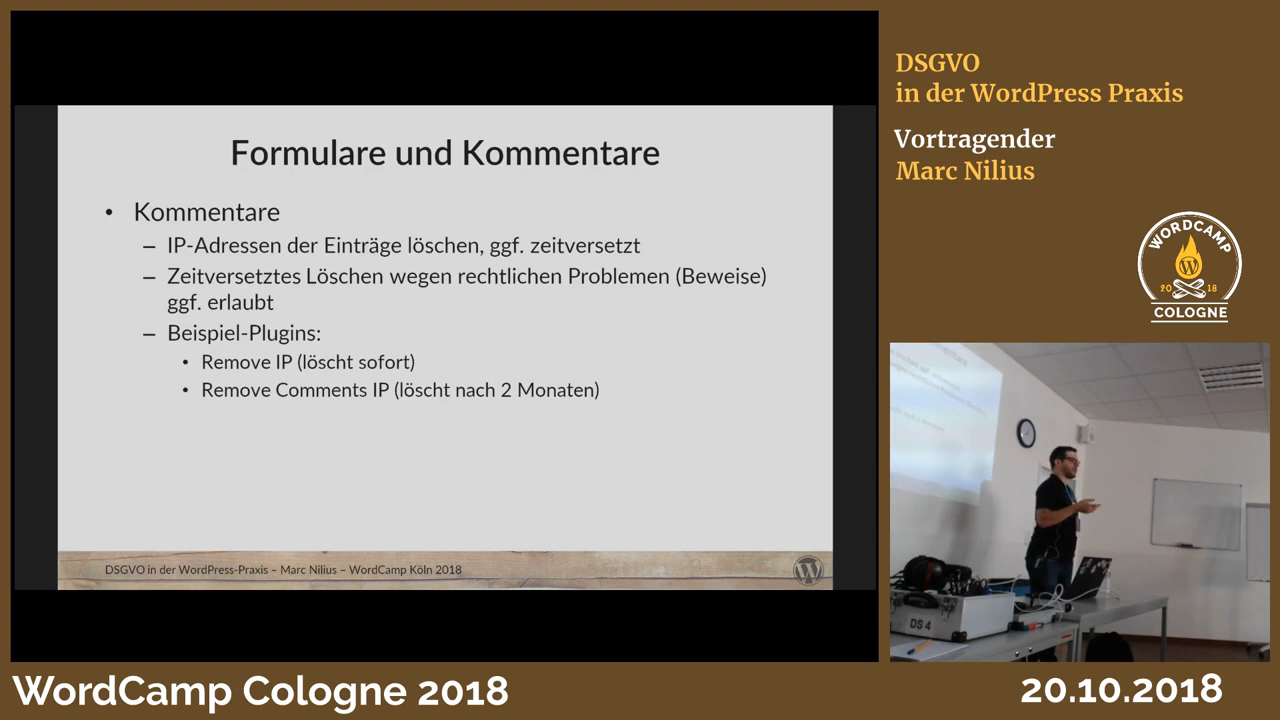 Formulare und Kommentare
• Kommentare
– IP-Adressen der Einträge löschen, ggf. zeitversetzt
– Zeitversetztes Löschen wegen rechtlichen Problemen (Beweise)
ggf. erlaubt
– Beispiel-Plugins:
• Remove IP (löscht sofort)
• Remove Comments IP (löscht nach 2 Monaten)
DSGVO in der WordPress-Praxis – Marc Nilius – WordCamp Köln 2018
DSGVO
in der WordPress Praxis
Vortragender
Marc Nilius
WORDCAMP
2018
COLOGNE
DS 4
WordCamp Cologne 2018
20.10.2018